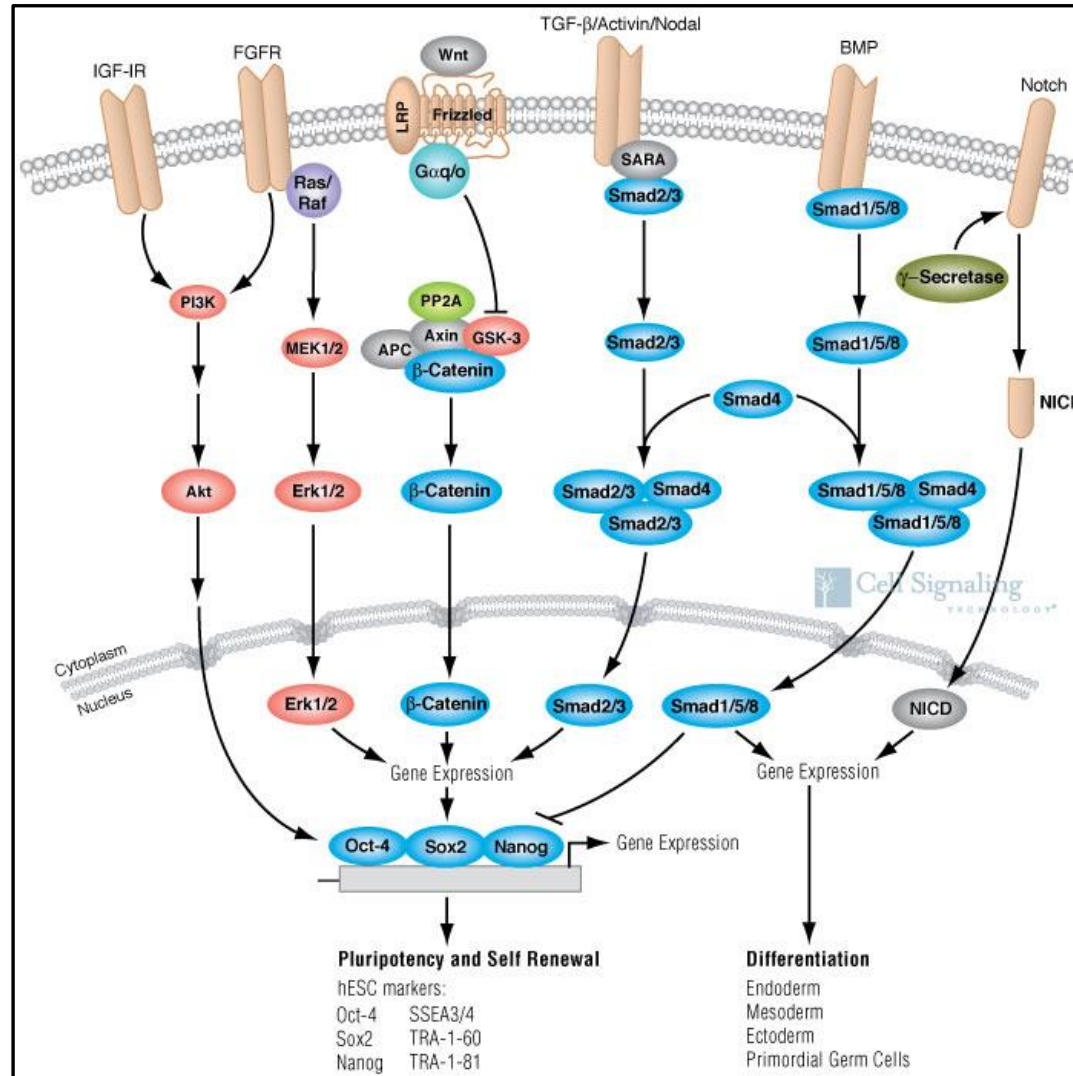 TGF-β/Activin/Nodal
IGF-IR
FGFR
Wnt
BMP
Notch
LRP
Frizzled
SARA
Gαq/o
Ras/
Raf
Smad2/3
Smad1/5/8
γ–Secretase
PI3K
PP2A
MEK1/2
APC
Axin
GSK-3
β-Catenin
Smad2/3
Smad1/5/8
Smad4
NICI
Akt
Erk1/2
β-Catenin
Smad2/3
Smad4
Smad2/3
Smad1/5/8
Smad4
Smad1/5/8
Cell Signaling
TECHNOLOGY®
Cytoplasm
Nucleus
Erk1/2
β-Catenin
Smad2/3
Smad1/5/8
NICD
Gene Expression
Gene Expression
Oct-4
Sox2
Nanog
Gene Expression
Pluripotency and Self Renewal
hESC markers:
Oct-4 SSEA3/4
Sox2 TRA-1-60
Nanog TRA-1-81
Differentiation
Endoderm
Mesoderm
Ectoderm
Primordial Germ Cells